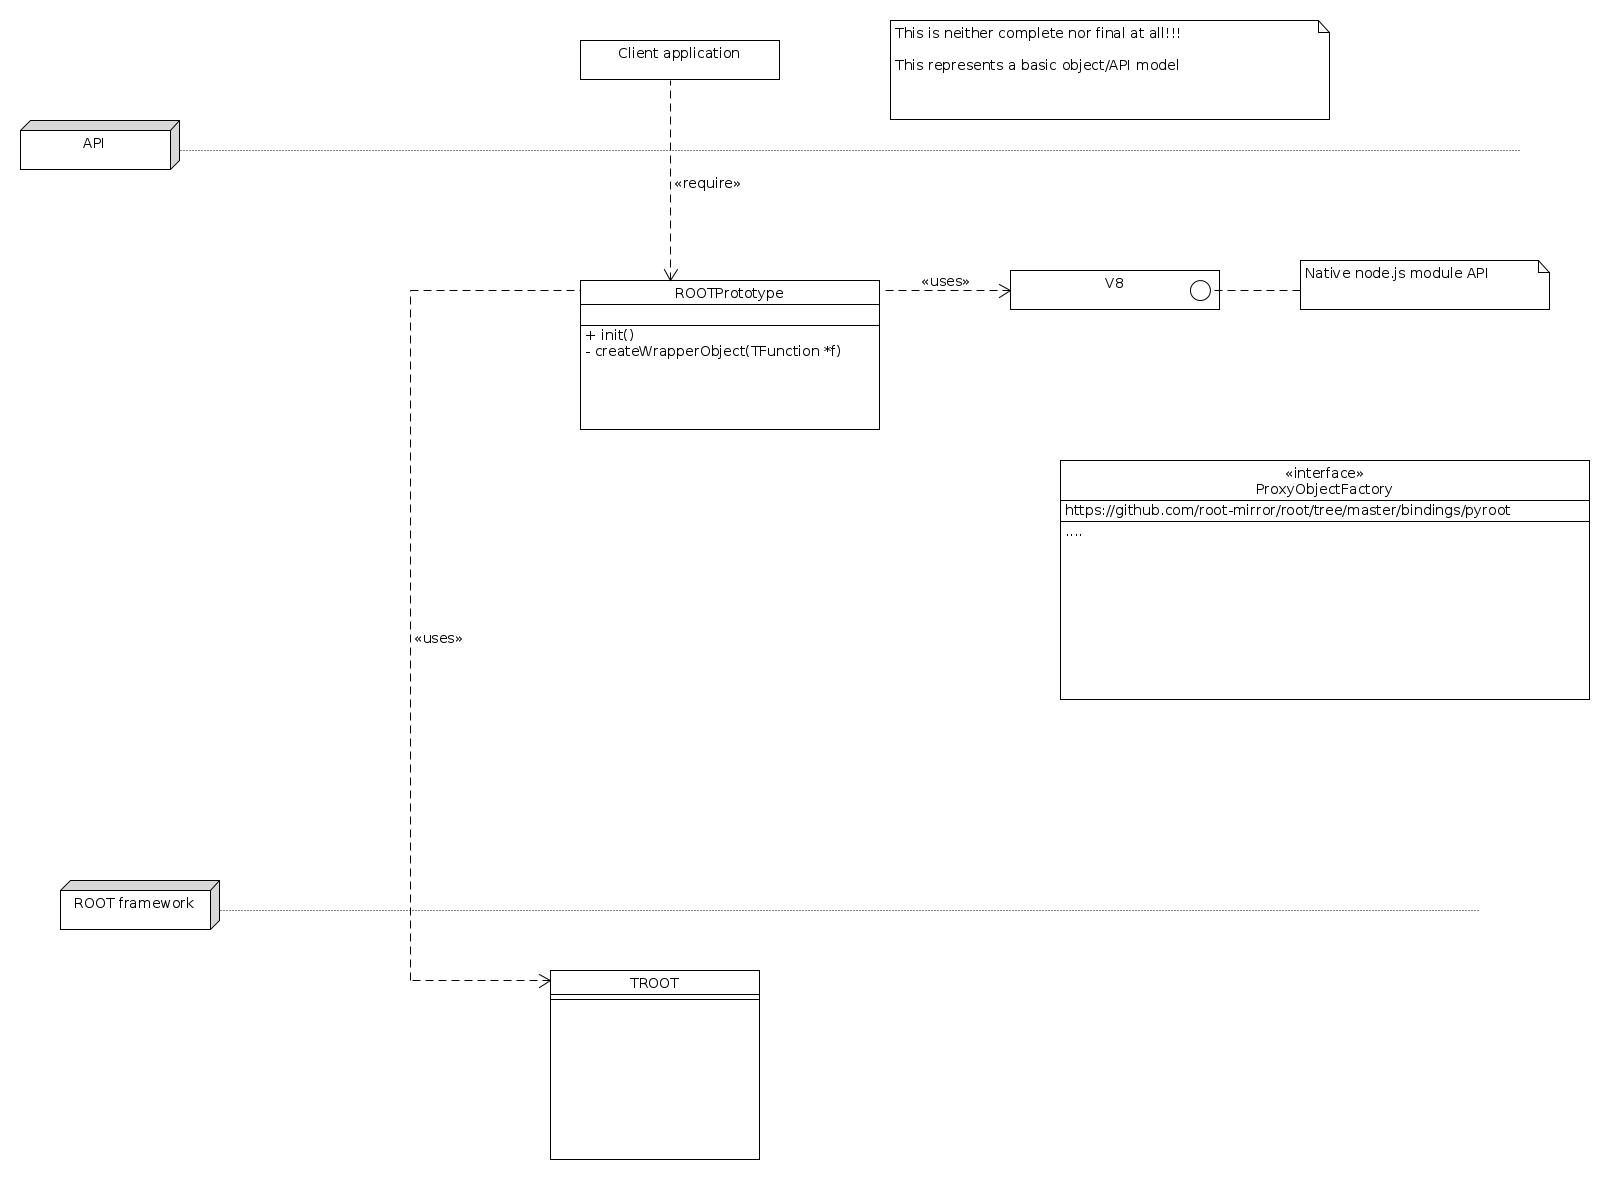 Client application
This is neither complete nor final at all!!!
This represents a basic object/API model
API
«require»
ROOTPrototype
+ init()
- createWrapperObject(TFunction *f)
«uses»
V8
Native node.js module API
«interface»
ProxyObjectFactory
https://github.com/root-mirror/root/tree/master/bindings/pyroot
....
«uses»
ROOT framework
TROOT